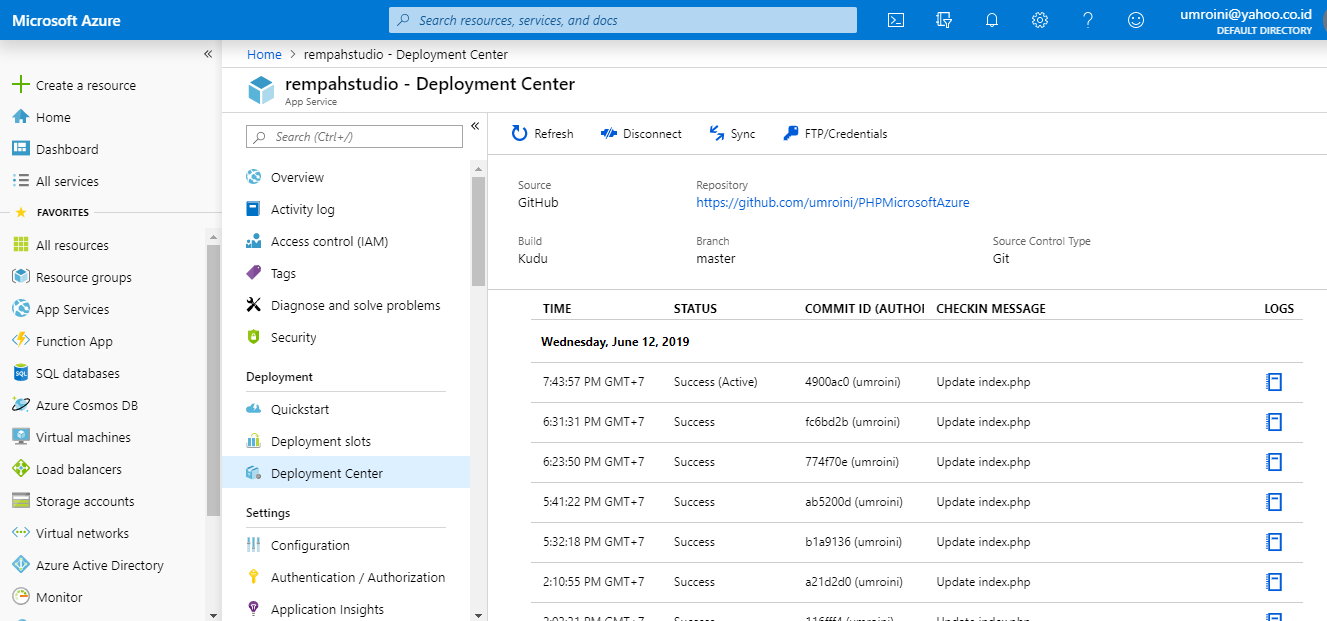 Microsoft Azure
Search resources, services, and docs
umroini@yahoo.co.id
DEFAULT DIRECTORY
Create a resource
Home
Dashboard
All services
FAVORITES
All resources
Resource groups
App Services
Function App
SQL databases
Azure Cosmos DB
Virtual machines
Load balancers
Storage accounts
Virtual networks
Azure Active Directory
Monitor
Home > rempahstudio - Deployment Center
rempahstudio - Deployment Center
App Service
Search (Ctrl+/)
Overview
Activity log
Access control (IAM)
Tags
Diagnose and solve problems
Security
Deployment
Quickstart
Deployment slots
Deployment Center
Settings
Configuration
Authentication / Authorization
Application Insights
Refresh Disconnect Sync FTP/Credentials
Source Repository
GitHub https://github.com/umroini/PHPMicrosoftAzure
Build Branch Source Control Type
Kudu master Git
TIME STATUS COMMIT ID (AUTHOI CHECKIN MESSAGE LOGS
Wednesday, June 12, 2019
7:43:57 PM GMT+7 Success (Active) 4900ac0 (umroini) Update index.php
6:31:31 PM GMT+7 Success fc6bd2b (umroini) Update index.php
6:23:50 PM GMT+7 Success 774f70e (umroini) Update index.php
5:41:22 PM GMT+7 Success ab5200d (umroini) Update index.php
5:32:18 PM GMT+7 Success b1a9136 (umroini) Update index.php
2:10:55 PM GMT+7 Success a21d2d0 (umroini) Update index.php
PM GMT+7 Success (umroini) Update index.php